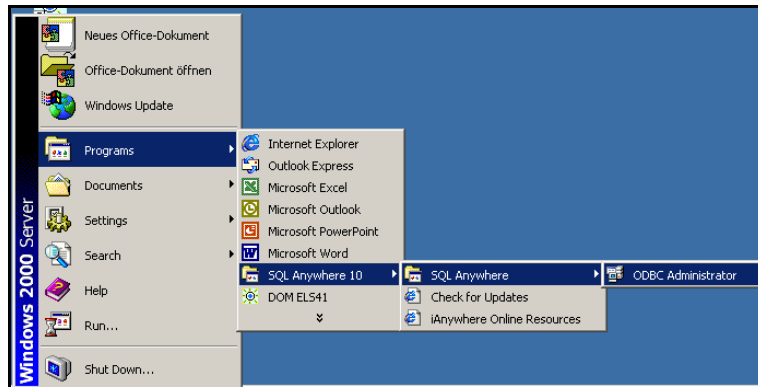 Neues Office-Dokument
Office-Dokument öffnen
Windows Update
Programs
Documents
Settings
Search
Help
Run...
Shut Down...
Windows 2000 Server
Internet Explorer
Outlook Express
Microsoft Excel
Microsoft Outlook
Microsoft PowerPoint
Microsoft Word
SQL Anywhere 10
DOM ELS41
SQL Anywhere
Check for Updates
iAnywhere Online Resources
ODBC Administrator